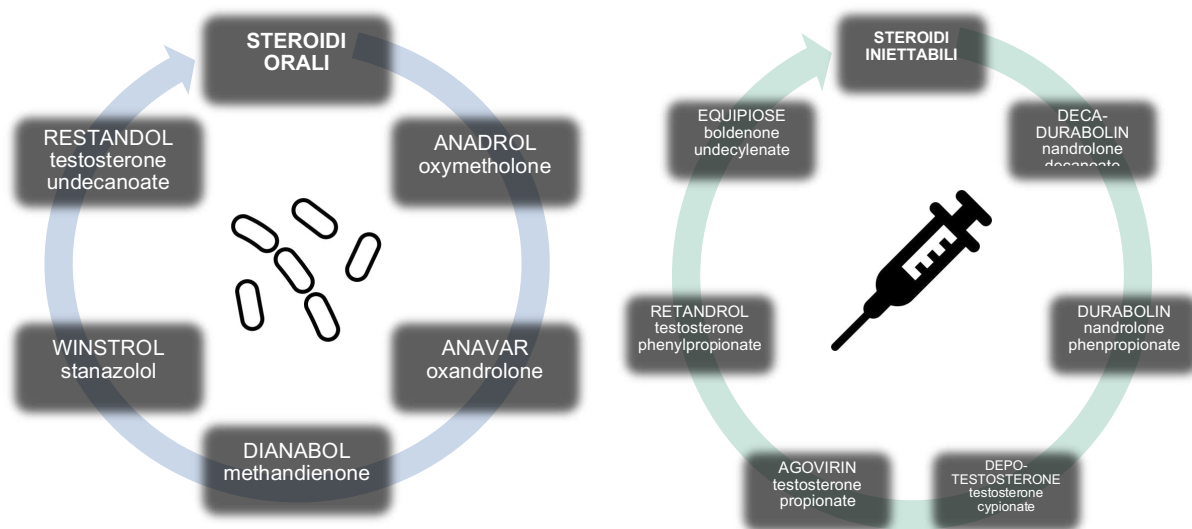 STEROIDI
ORALI
ANADROL
oxymetholone
ANAVAR
oxandrolone
DIANABOL
methandienone
WINSTROL
stanazolol
RESTANDOL
testosterone
undecanoate
STEROIDI
INIETTABILI
DECA-
DURABOLIN
nandrolone
decanoate
DURABOLIN
nandrolone
phenpropionate
DEPO-
TESTOSTERONE
testosterone
cypionate
AGOVIRIN
testosterone
propionate
RETANDROL
testosterone
phenylpropionate
EQUIPIOSE
boldenone
undecylenate